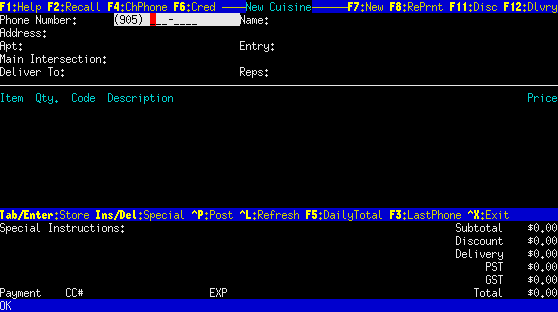 F1:Help F2:Recall F4:ChPhone F6:Cred New Cuisine F7:New F8:RePrnt F11:Disc F12:Dlvry
Phone Number: (905) ___-____ Name:
Address:
Apt: Entry:
Main Intersection:
Deliver To: Reps:
Item Qty. Code Description Price
Tab/Enter:Store Ins/Del:Special ^P:Post ^L:Refresh F5:DailyTotal F3:LastPhone ^X:Exit
Special Instructions: Subtotal $0.00
Discount $0.00
Delivery $0.00
PST $0.00
GST $0.00
Payment CC# EXP Total $0.00
OK